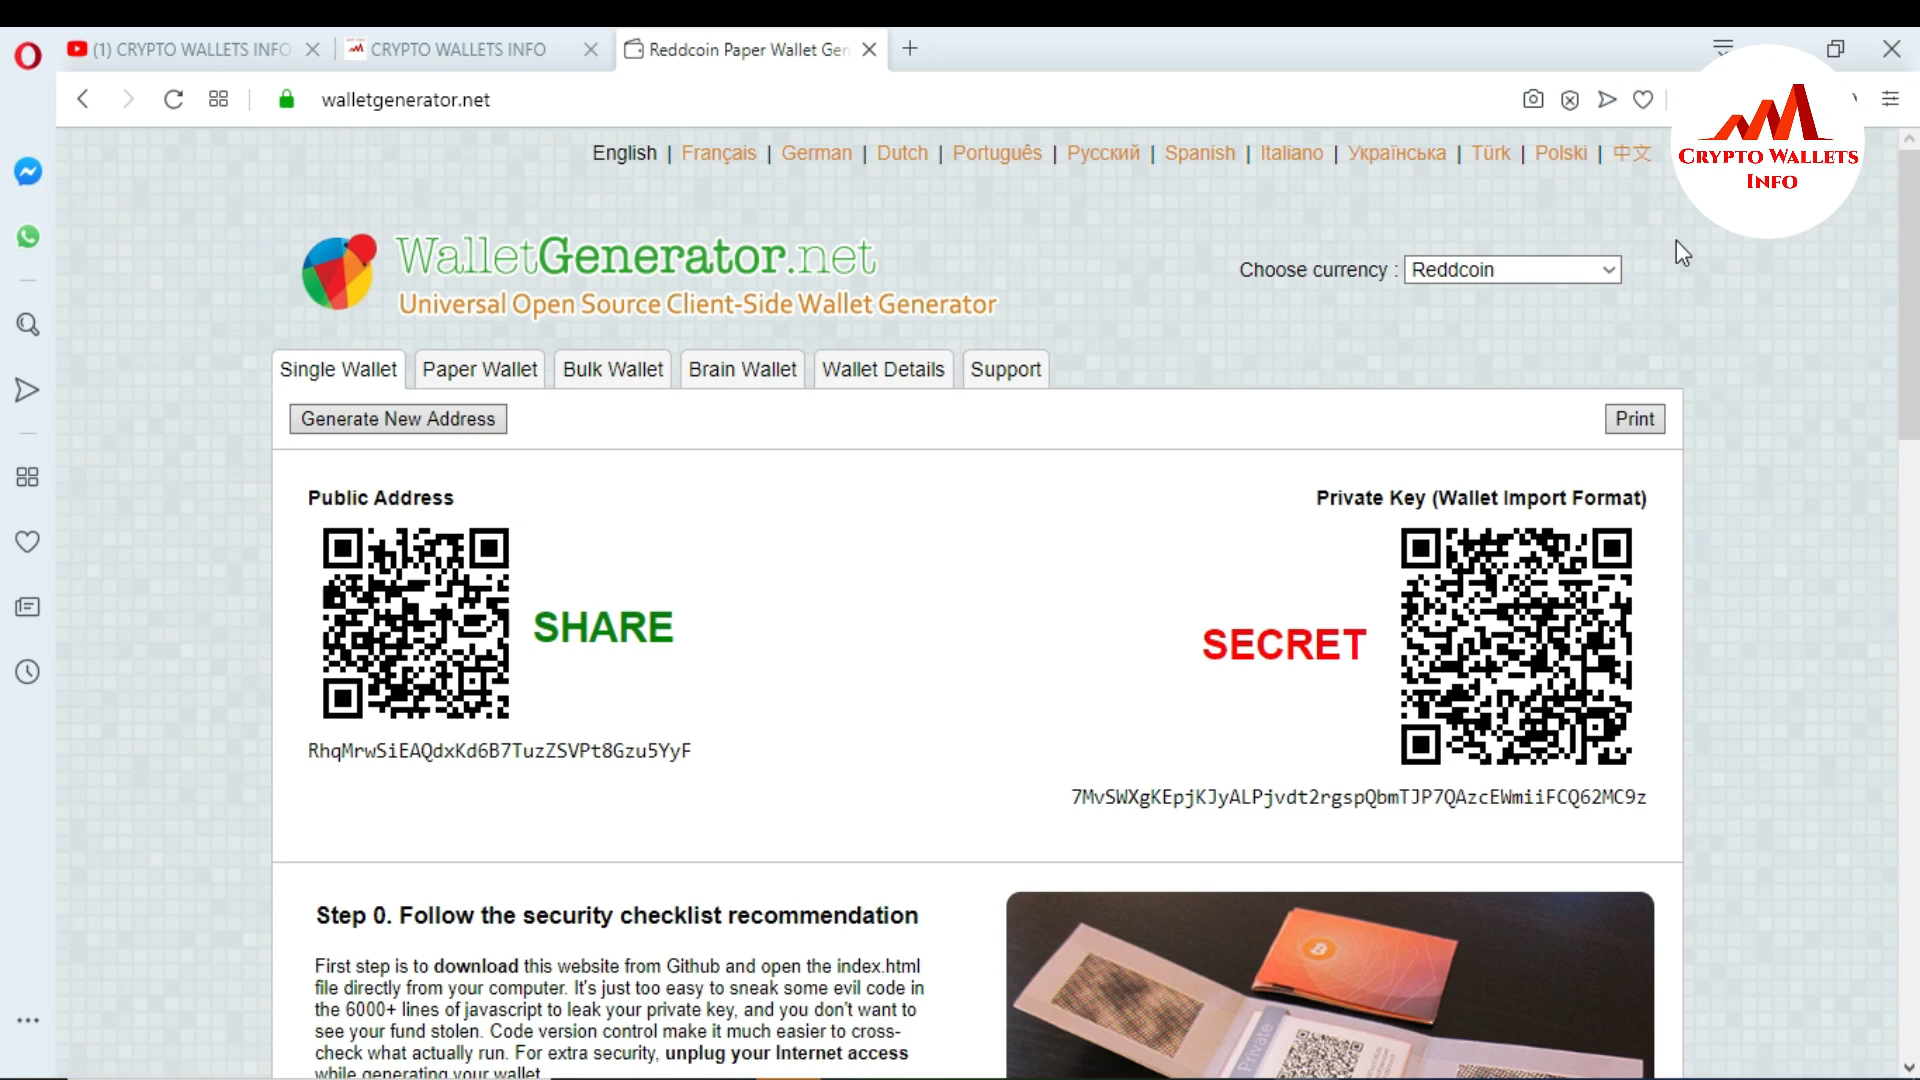 (1) CRYPTO WALLETS INFO
CRYPTO WALLETS INFO
Reddcoin Paper Wallet Gen
walletgenerator.net
CRYPTO WALLETS
INFO
English | Français | German | Dutch | Português | Русский | Spanish | Italiano | Українська | Türk | Polski | 中文
WalletGenerator.net
Universal Open Source Client-Side Wallet Generator
Choose currency : Reddcoin
Single Wallet
Paper Wallet
Bulk Wallet
Brain Wallet
Wallet Details
Support
Generate New Address
Print
Public Address
Private Key (Wallet Import Format)
SHARE
SECRET
RhqMrwSiEAQdxKd6B7TuzZSVPt8Gzu5YyF
7MvSWXgKEpjKJyALPjvdt2rgspQbmTJP7QAzcEWmiiFCQ62MC9z
Step 0. Follow the security checklist recommendation
First step is to download this website from Github and open the index.html
file directly from your computer. It's just too easy to sneak some evil code in
the 6000+ lines of javascript to leak your private key, and you don't want to
see your fund stolen. Code version control make it much easier to cross-
check what actually run. For extra security, unplug your Internet access
while generating your wallet.
Private